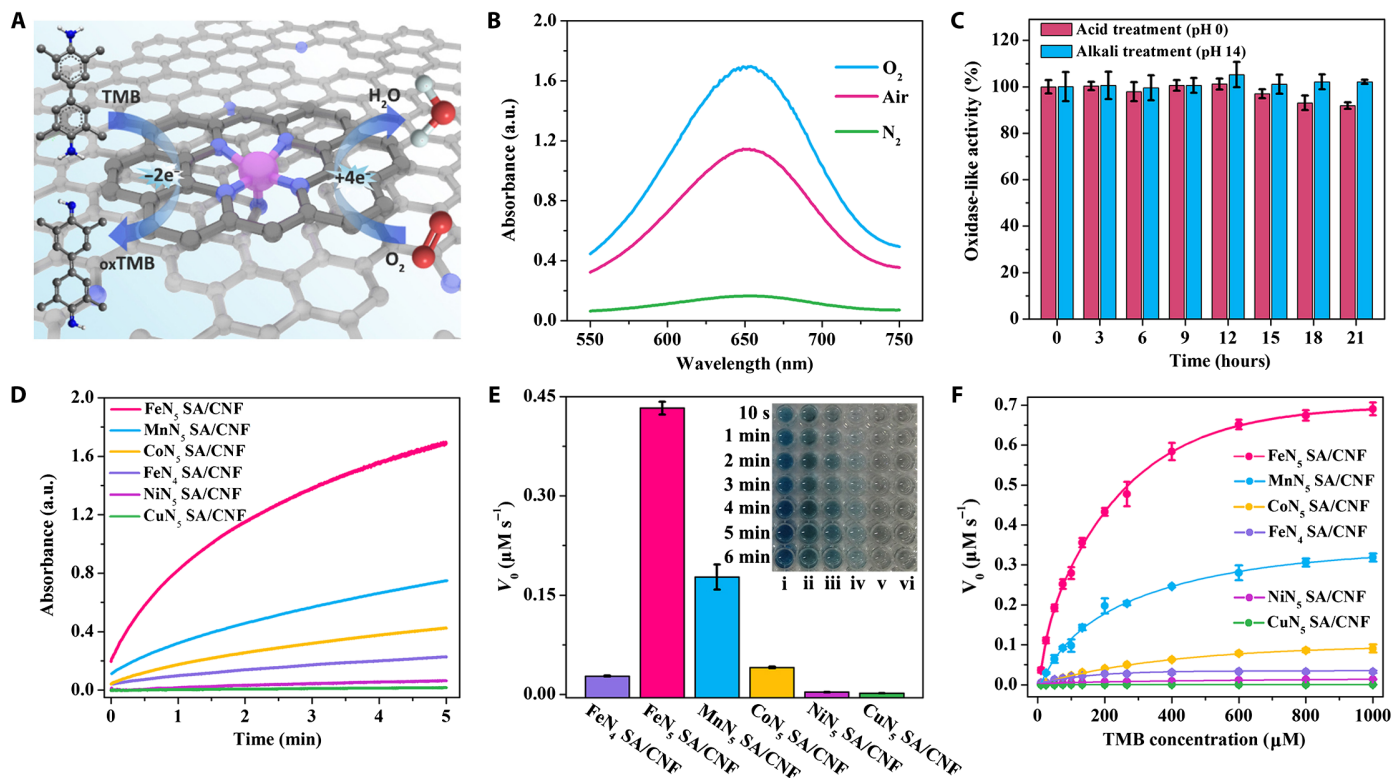 A
TMB
H₂O
−2e⁻
+4e⁻
oxTMB
O₂
B
2.0
1.6
1.2
0.8
0.4
0.0
Absorbance (a.u.)
O₂
Air
N₂
550
600
650
700
750
Wavelength (nm)
C
Acid treatment (pH 0)
Alkali treatment (pH 14)
120
100
80
60
40
20
0
Oxidase-like activity (%)
0
3
6
9
12
15
18
21
Time (hours)
D
2.0
1.6
1.2
0.8
0.4
0.0
Absorbance (a.u.)
FeN₅ SA/CNF
MnN₅ SA/CNF
CoN₅ SA/CNF
FeN₄ SA/CNF
NiN₅ SA/CNF
CuN₅ SA/CNF
0
1
2
3
4
5
Time (min)
E
0.45
0.30
0.15
0.00
V₀ (µM s⁻¹)
10 s
1 min
2 min
3 min
4 min
5 min
6 min
i ii iii iv v vi
FeN₄ SA/CNF
FeN₅ SA/CNF
MnN₅ SA/CNF
CoN₅ SA/CNF
NiN₅ SA/CNF
CuN₅ SA/CNF
F
0.7
0.6
0.5
0.4
0.3
0.2
0.1
0.0
V₀ (µM s⁻¹)
FeN₅ SA/CNF
MnN₅ SA/CNF
CoN₅ SA/CNF
FeN₄ SA/CNF
NiN₅ SA/CNF
CuN₅ SA/CNF
0
200
400
600
800
1000
TMB concentration (µM)